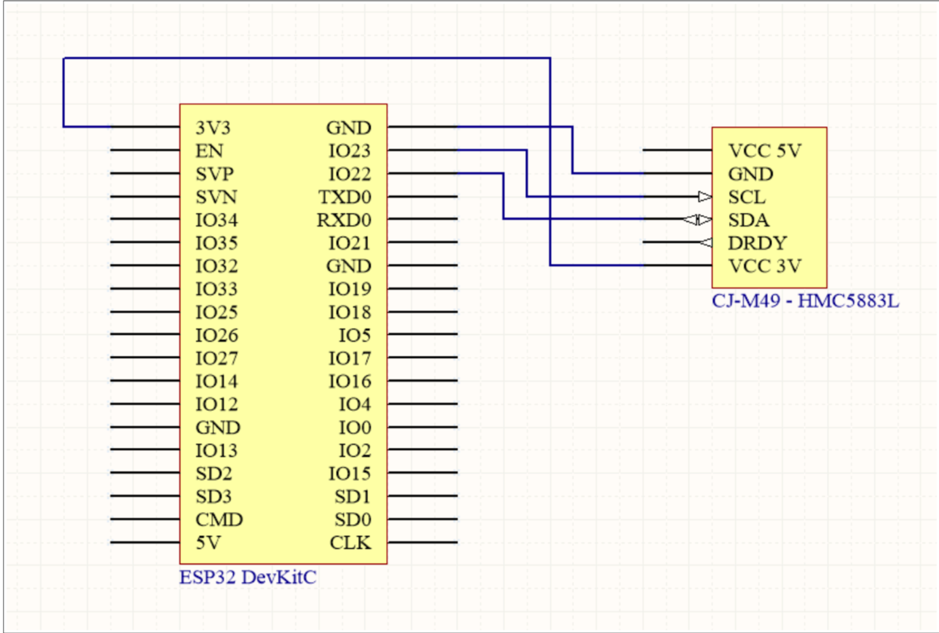 3V3 GND
EN IO23
SVP IO22
SVN TXD0
IO34 RXD0
IO35 IO21
IO32 GND
IO33 IO19
IO25 IO18
IO26 IO5
IO27 IO17
IO14 IO16
IO12 IO4
GND IO0
IO13 IO2
SD2 IO15
SD3 SD1
CMD SD0
5V CLK
ESP32 DevKitC
VCC 5V
GND
SCL
SDA
DRDY
VCC 3V
CJ-M49 - HMC5883L